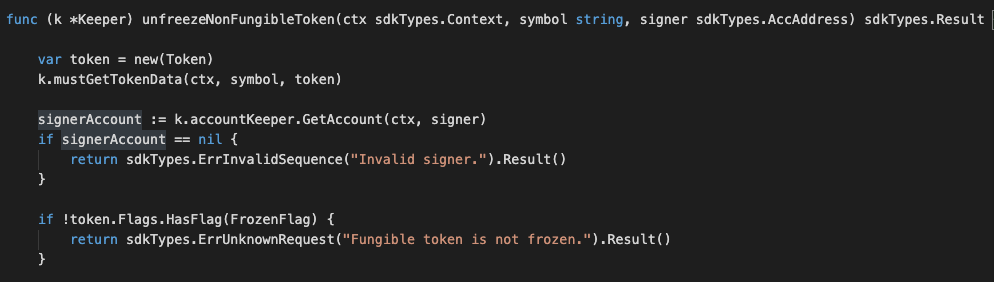 func (k *Keeper) unfreezeNonFungibleToken(ctx sdkTypes.Context, symbol string, signer sdkTypes.AccAddress) sdkTypes.Result
var token = new(Token)
k.mustGetTokenData(ctx, symbol, token)
signerAccount := k.accountKeeper.GetAccount(ctx, signer)
if signerAccount == nil {
return sdkTypes.ErrInvalidSequence("Invalid signer.").Result()
}
if !token.Flags.HasFlag(FrozenFlag) {
return sdkTypes.ErrUnknownRequest("Fungible token is not frozen.").Result()
}